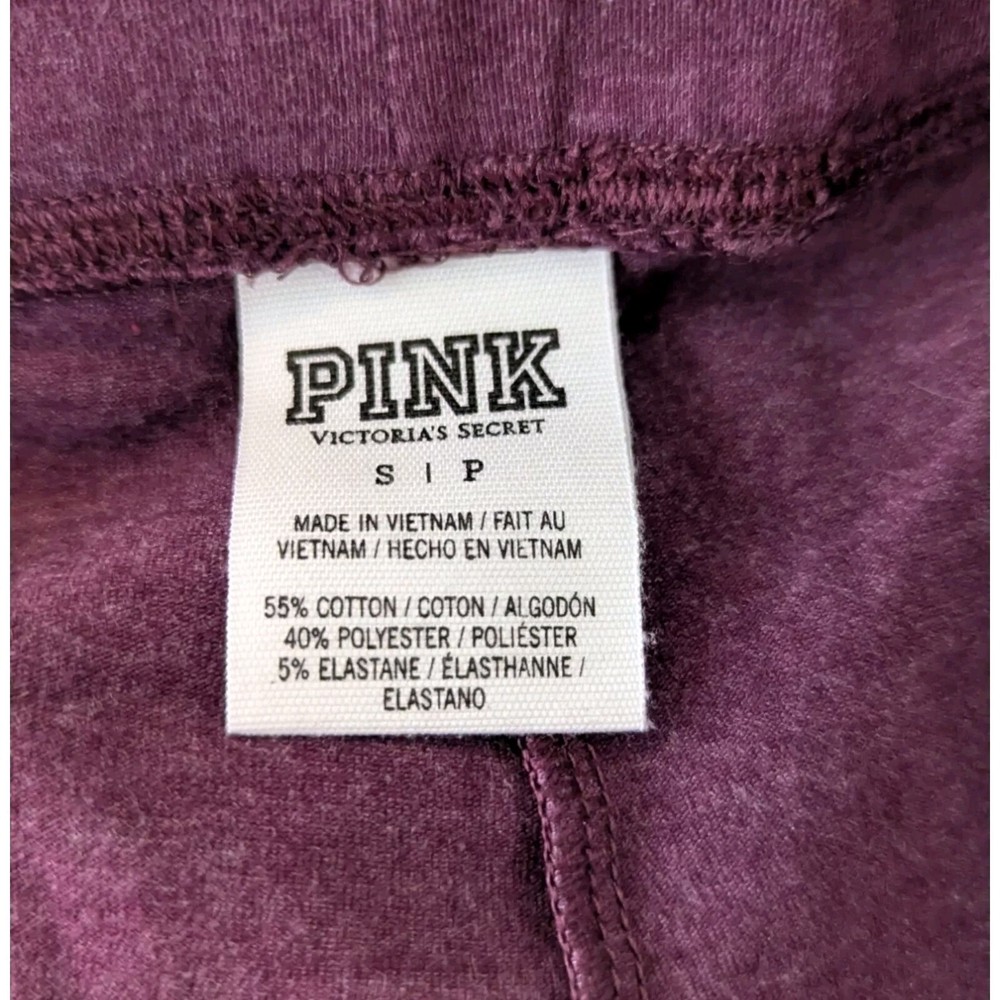 PINK
VICTORIA'S SECRET
S | P
MADE IN VIETNAM / FAIT AU
VIETNAM / HECHO EN VIETNAM
55% COTTON / COTON / ALGODÓN
40% POLYESTER / POLIÉSTER
5% ELASTANE / ÉLASTHANNE /
ELASTANO